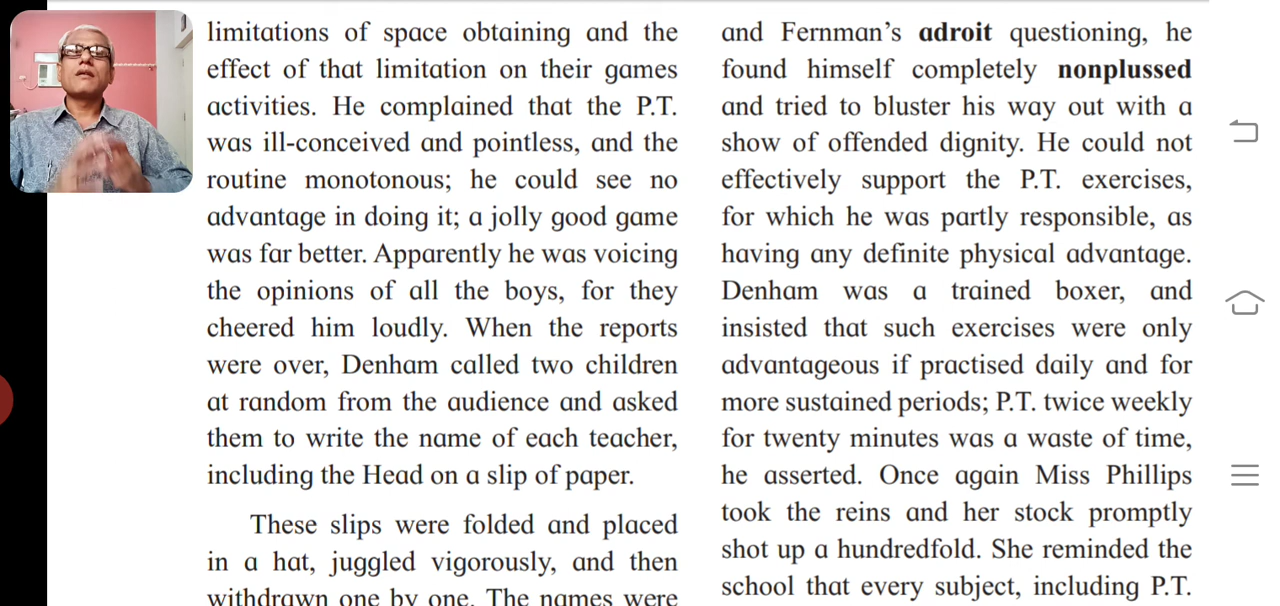 limitations of space obtaining and the
effect of that limitation on their games
activities. He complained that the P.T.
was ill-conceived and pointless, and the
routine monotonous; he could see no
advantage in doing it; a jolly good game
was far better. Apparently he was voicing
the opinions of all the boys, for they
cheered him loudly. When the reports
were over, Denham called two children
at random from the audience and asked
them to write the name of each teacher,
including the Head on a slip of paper.
These slips were folded and placed
in a hat, juggled vigorously, and then
withdrawn one by one. The names were
and Fernman’s adroit questioning, he
found himself completely nonplussed
and tried to bluster his way out with a
show of offended dignity. He could not
effectively support the P.T. exercises,
for which he was partly responsible, as
having any definite physical advantage.
Denham was a trained boxer, and
insisted that such exercises were only
advantageous if practised daily and for
more sustained periods; P.T. twice weekly
for twenty minutes was a waste of time,
he asserted. Once again Miss Phillips
took the reins and her stock promptly
shot up a hundredfold. She reminded the
school that every subject, including P.T.